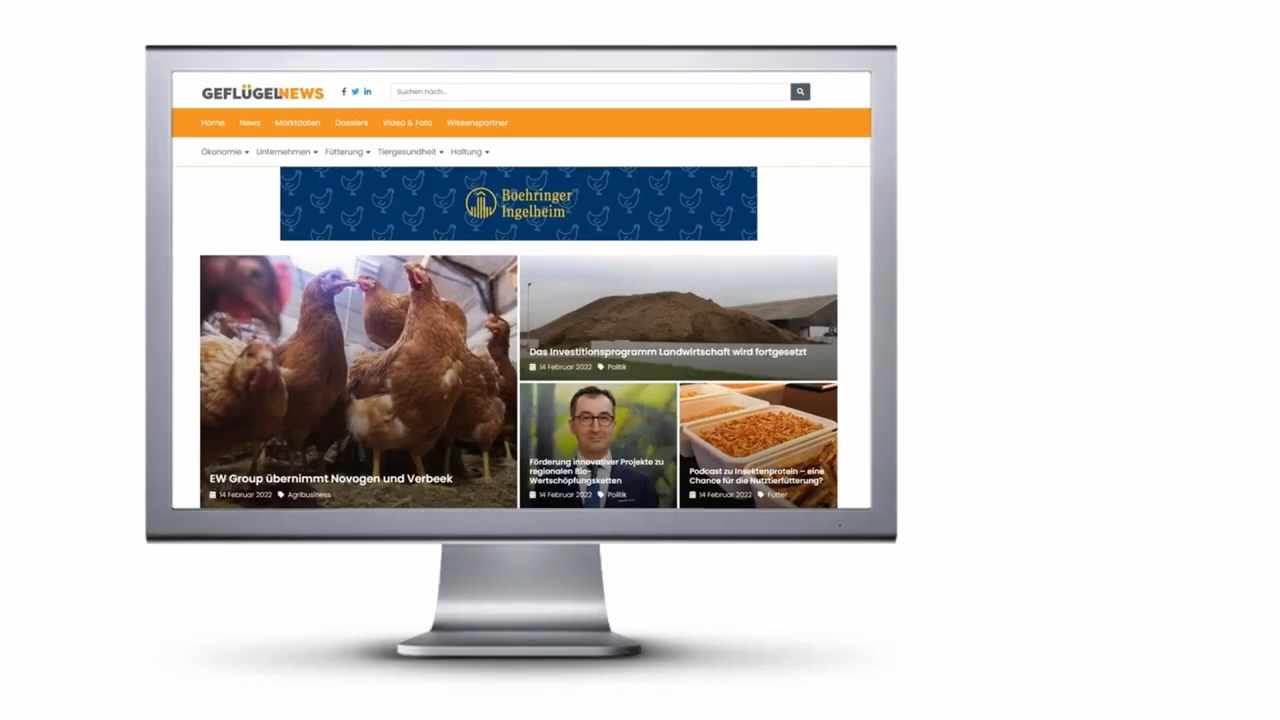 GEFLÜGELNEWS
Suchen nach...
Home News Marktdaten Dossiers Video & Foto Wissenspartner
Ökonomie Unternehmen Fütterung Tiergesundheit Haltung
Boehringer
Ingelheim
Das Investitionsprogramm Landwirtschaft wird fortgesetzt
14 Februar 2022 Politik
EW Group übernimmt Novogen und Verbeek
14 Februar 2022 Agribusiness
Förderung innovativer Projekte zu
regionalen Bio-
Wertschöpfungsketten
14 Februar 2022 Politik
Podcast zu Insektenprotein – eine
Chance für die Nutztierfütterung?
14 Februar 2022 Futter